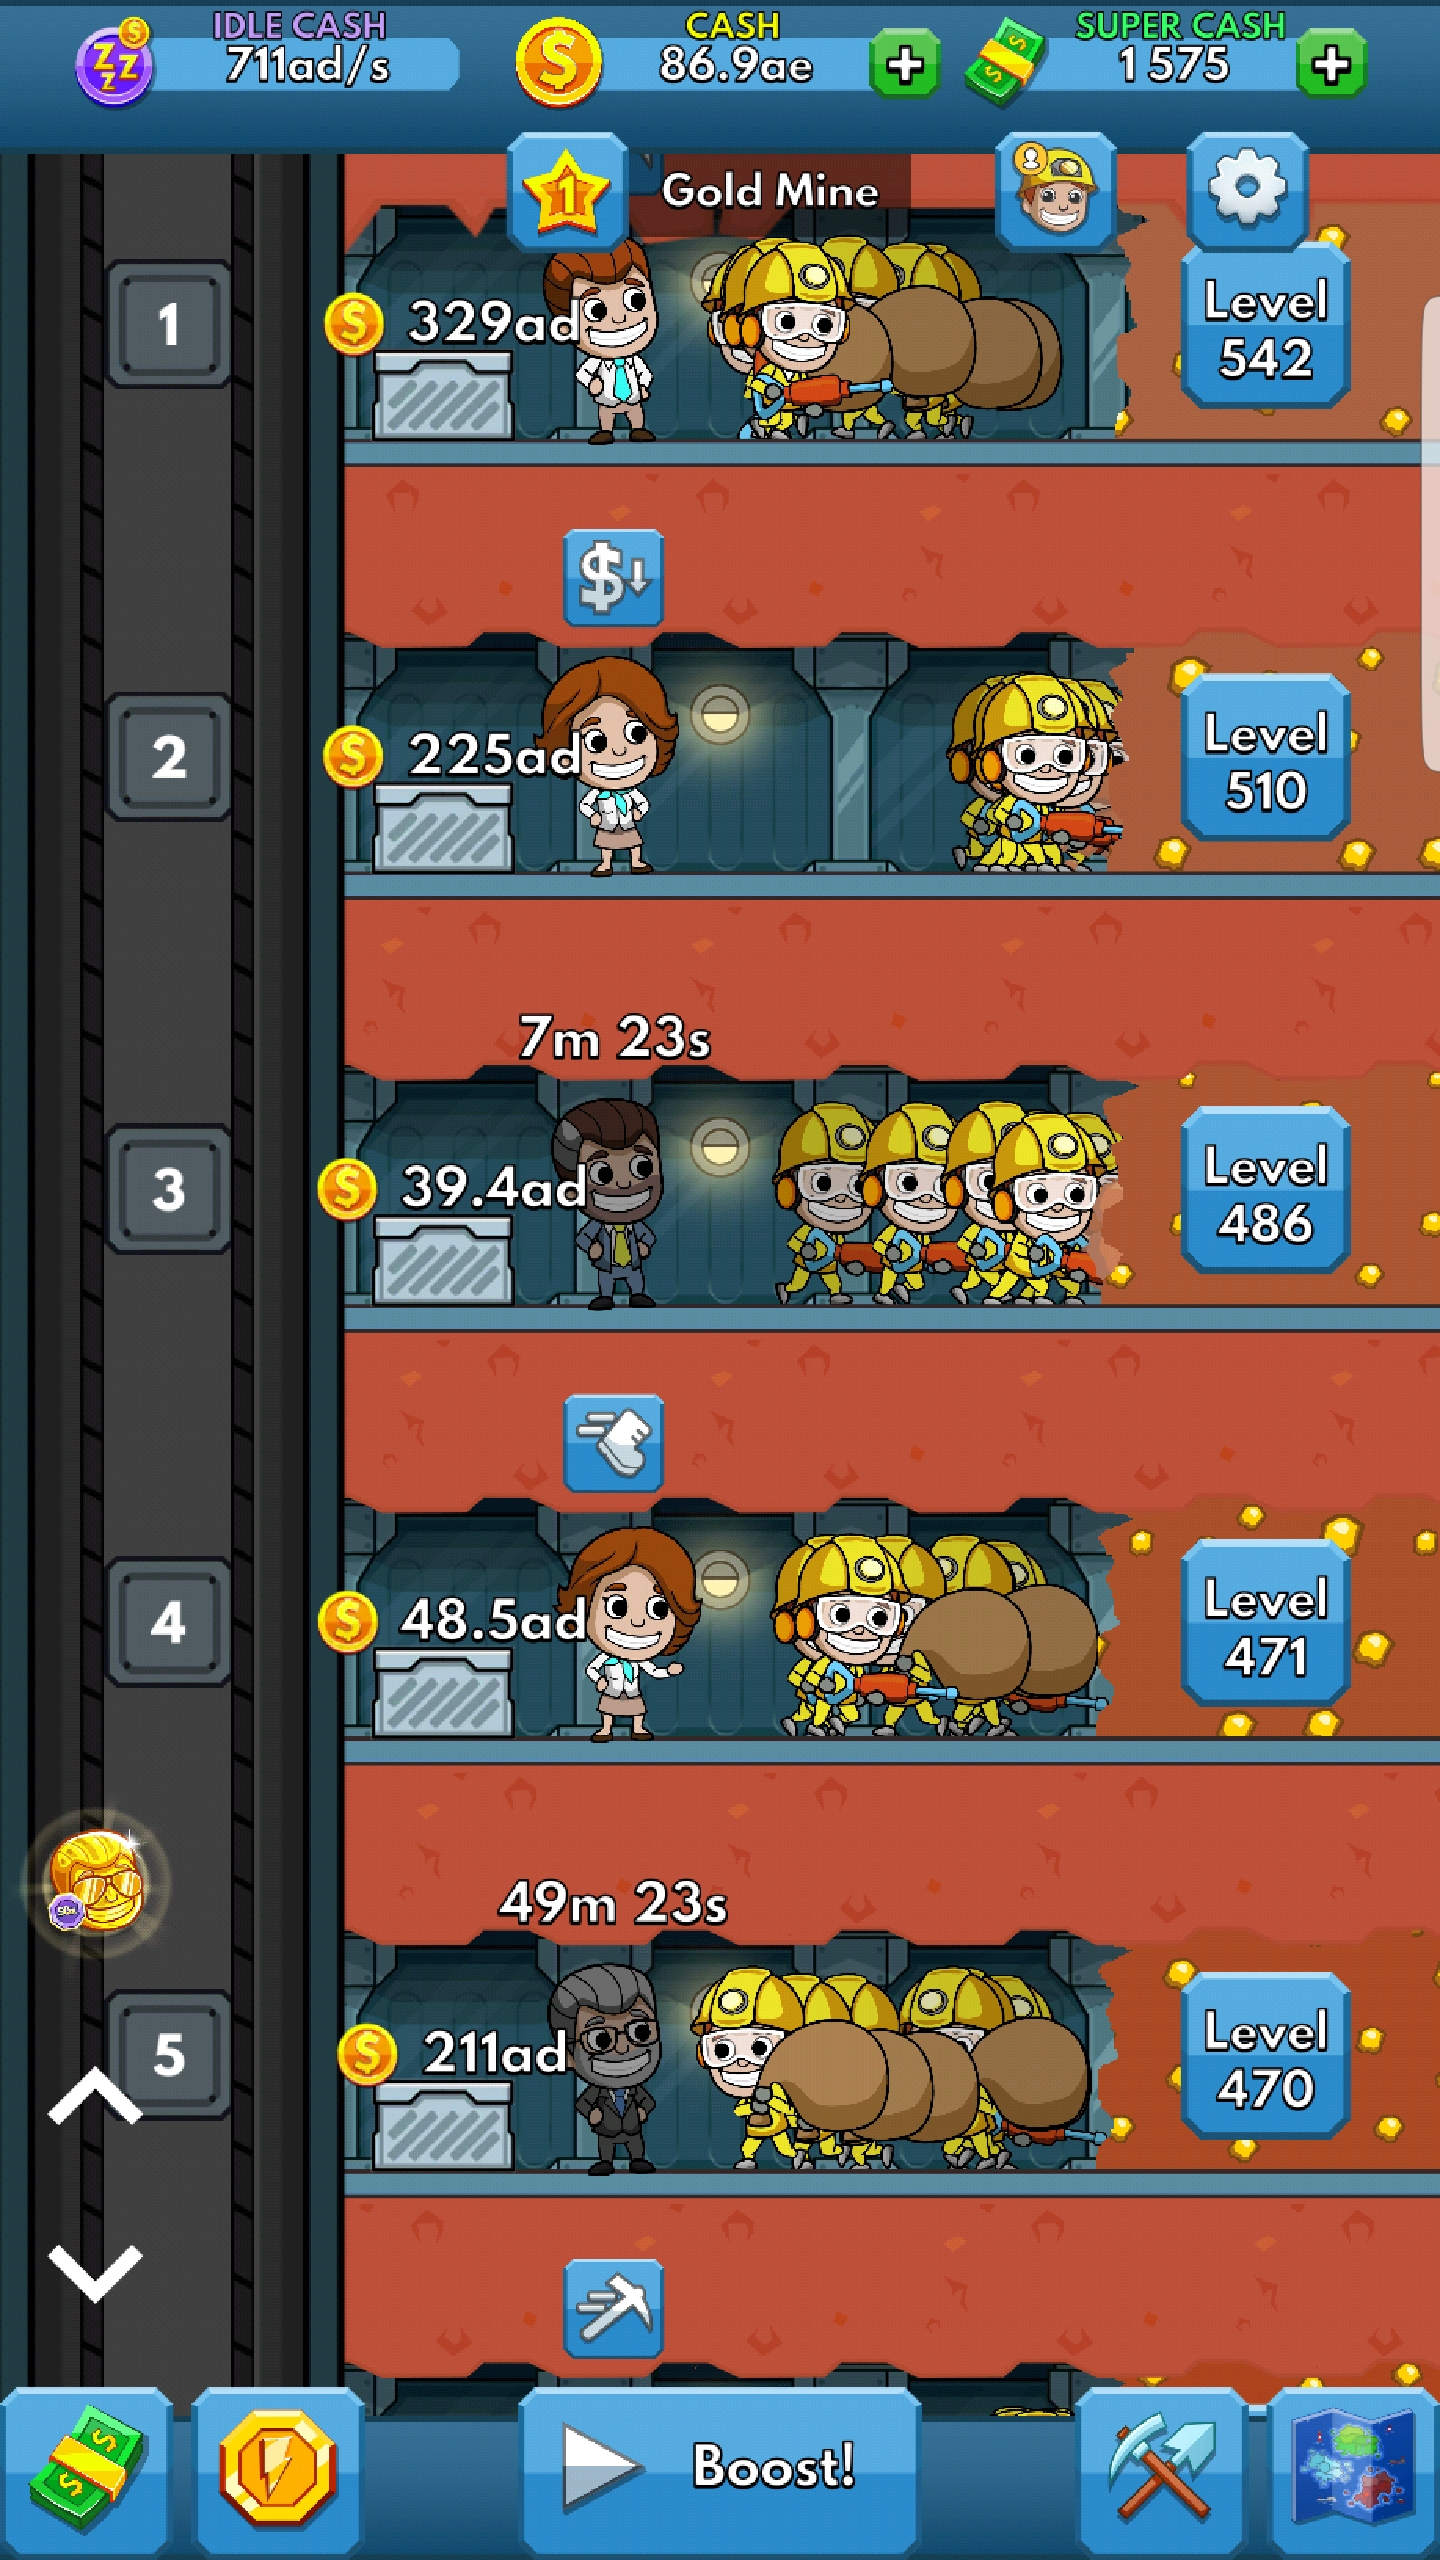 IDLE CASH
711ad/s
CASH
86.9ae
SUPER CASH
1575
1
Gold Mine
1
329ad
Level
542
2
225ad
Level
510
7m 23s
3
39.4ad
Level
486
4
48.5ad
Level
471
49m 23s
5
211ad
Level
470
Boost!